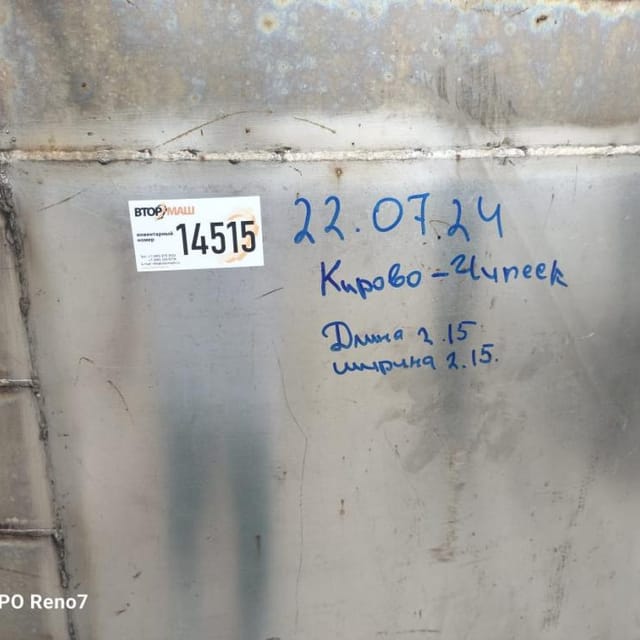 ВТОРМАШ
инвентарный
номер
14515
22.07.24
Кирово-Чипеек
Длина 2.15
ширина 2.15.
PO Reno7